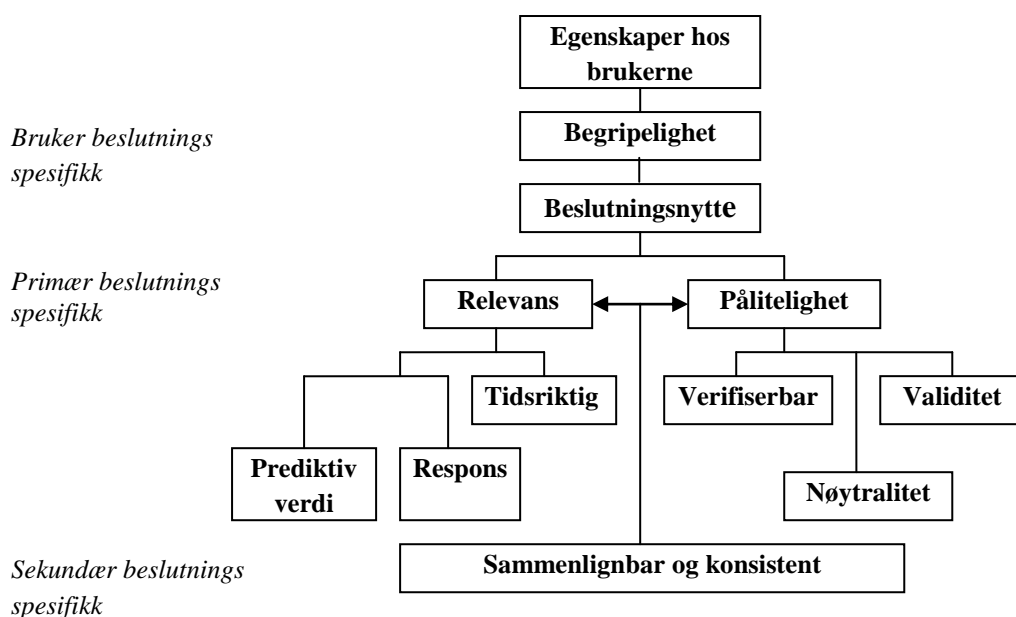 Egenskaper hos
brukerne
Bruker beslutnings
spesifikk
Begripelighet
Beslutningsnytte
Primær beslutnings
spesifikk
Relevans
Pålitelighet
Tidsriktig
Verifiserbar
Validitet
Prediktiv
verdi
Respons
Nøytralitet
Sekundær beslutnings
spesifikk
Sammenlignbar og konsistent